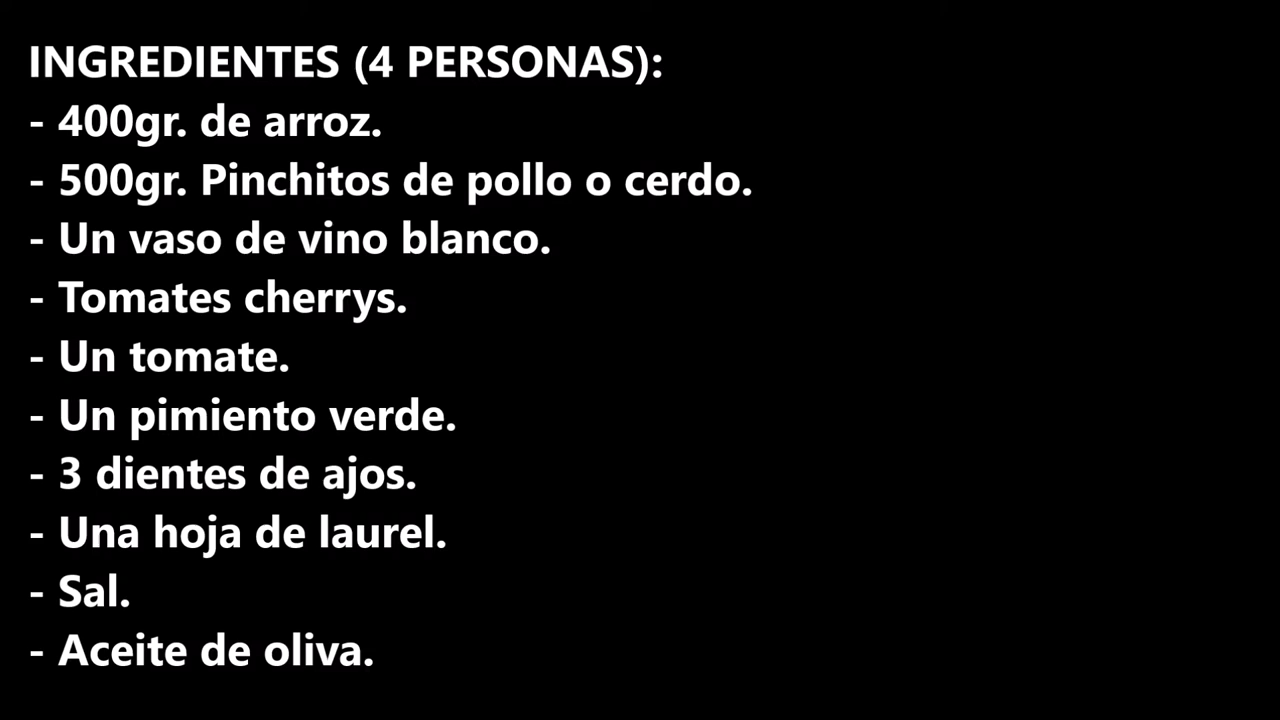 INGREDIENTES (4 PERSONAS):
- 400gr. de arroz.
- 500gr. Pinchitos de pollo o cerdo.
- Un vaso de vino blanco.
- Tomates cherrys.
- Un tomate.
- Un pimiento verde.
- 3 dientes de ajos.
- Una hoja de laurel.
- Sal.
- Aceite de oliva.